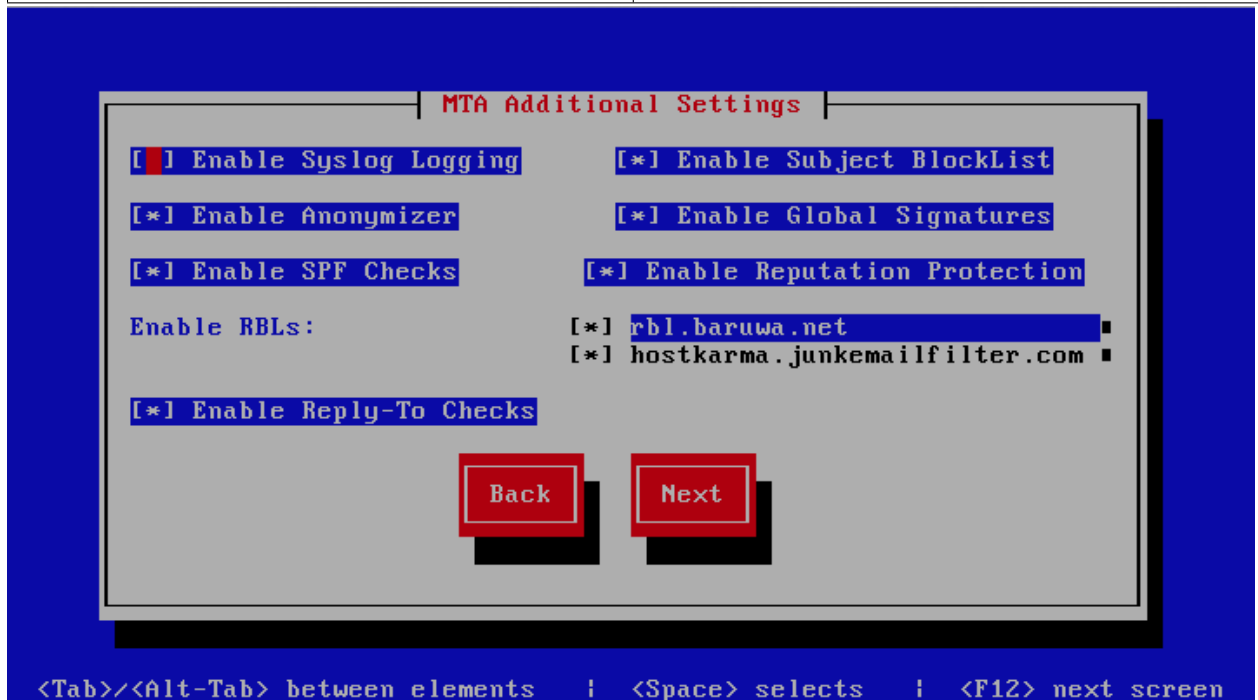 MTA Additional Settings
[ ] Enable Syslog Logging [*] Enable Subject BlockList
[*] Enable Anonymizer [*] Enable Global Signatures
[*] Enable SPF Checks [*] Enable Reputation Protection
Enable RBLs: [*] rbl.baruwa.net
[*] hostkarma.junkemailfilter.com
[*] Enable Reply-To Checks
Back Next
<Tab>/<Alt-Tab> between elements | <Space> selects | <F12> next screen